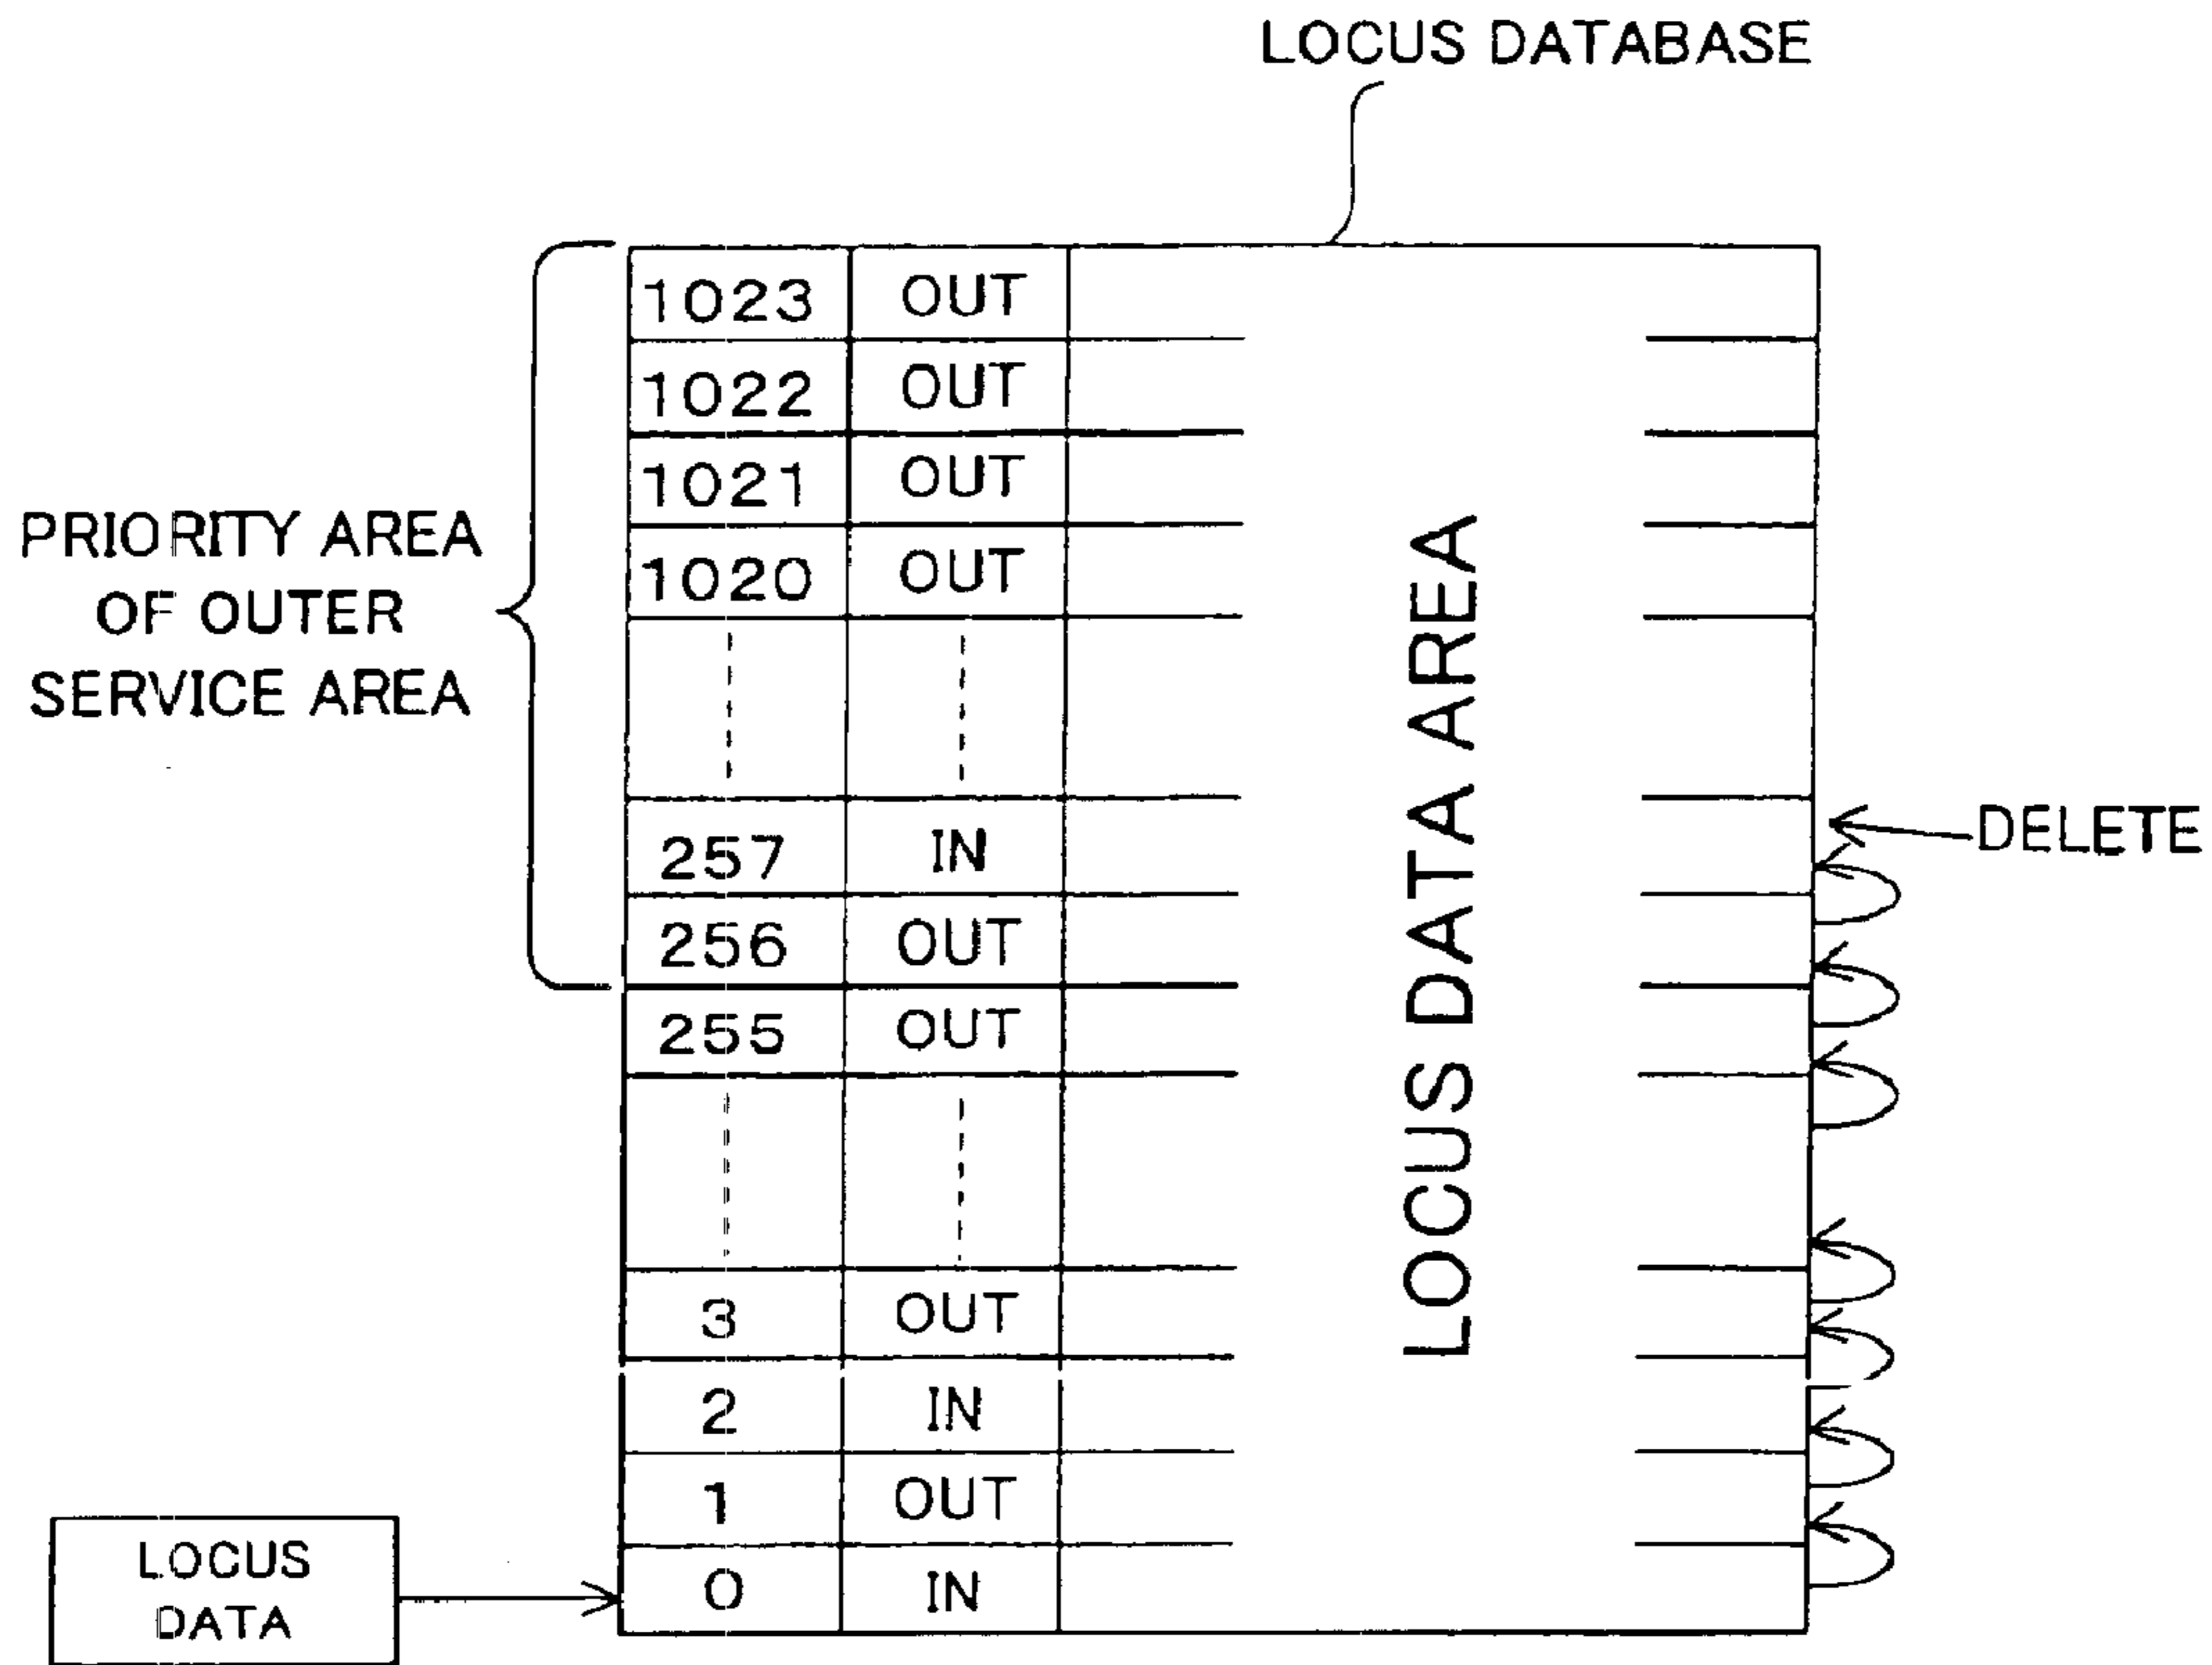 LOCUS DATABASE
1023 OUT
1022 OUT
1021 OUT
1020 OUT
PRIORITY AREA
OF OUTER
SERVICE AREA
257 IN
DELETE
256 OUT
255 OUT
LOCUS DATA AREA
3 OUT
2 IN
1 OUT
0 IN
LOCUS
DATA